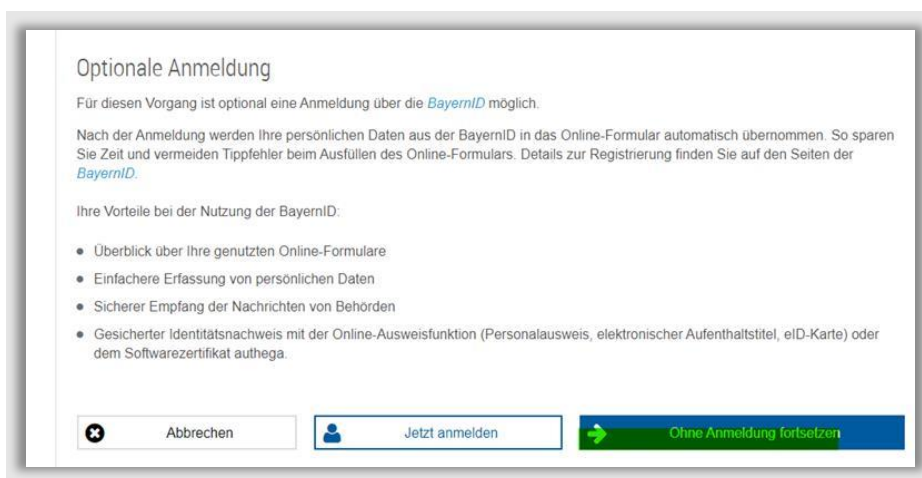 Optionale Anmeldung
Für diesen Vorgang ist optional eine Anmeldung über die BayernID möglich.
Nach der Anmeldung werden Ihre persönlichen Daten aus der BayernID in das Online-Formular automatisch übernommen. So sparen
Sie Zeit und vermeiden Tippfehler beim Ausfüllen des Online-Formulars. Details zur Registrierung finden Sie auf den Seiten der
BayernID.
Ihre Vorteile bei der Nutzung der BayernID:
• Überblick über Ihre genutzten Online-Formulare
• Einfachere Erfassung von persönlichen Daten
• Sicherer Empfang der Nachrichten von Behörden
• Gesicherter Identitätsnachweis mit der Online-Ausweisfunktion (Personalausweis, elektronischer Aufenthaltstitel, eID-Karte) oder
dem Softwarezertifikat authega.
Abbrechen Jetzt anmelden Ohne Anmeldung fortsetzen